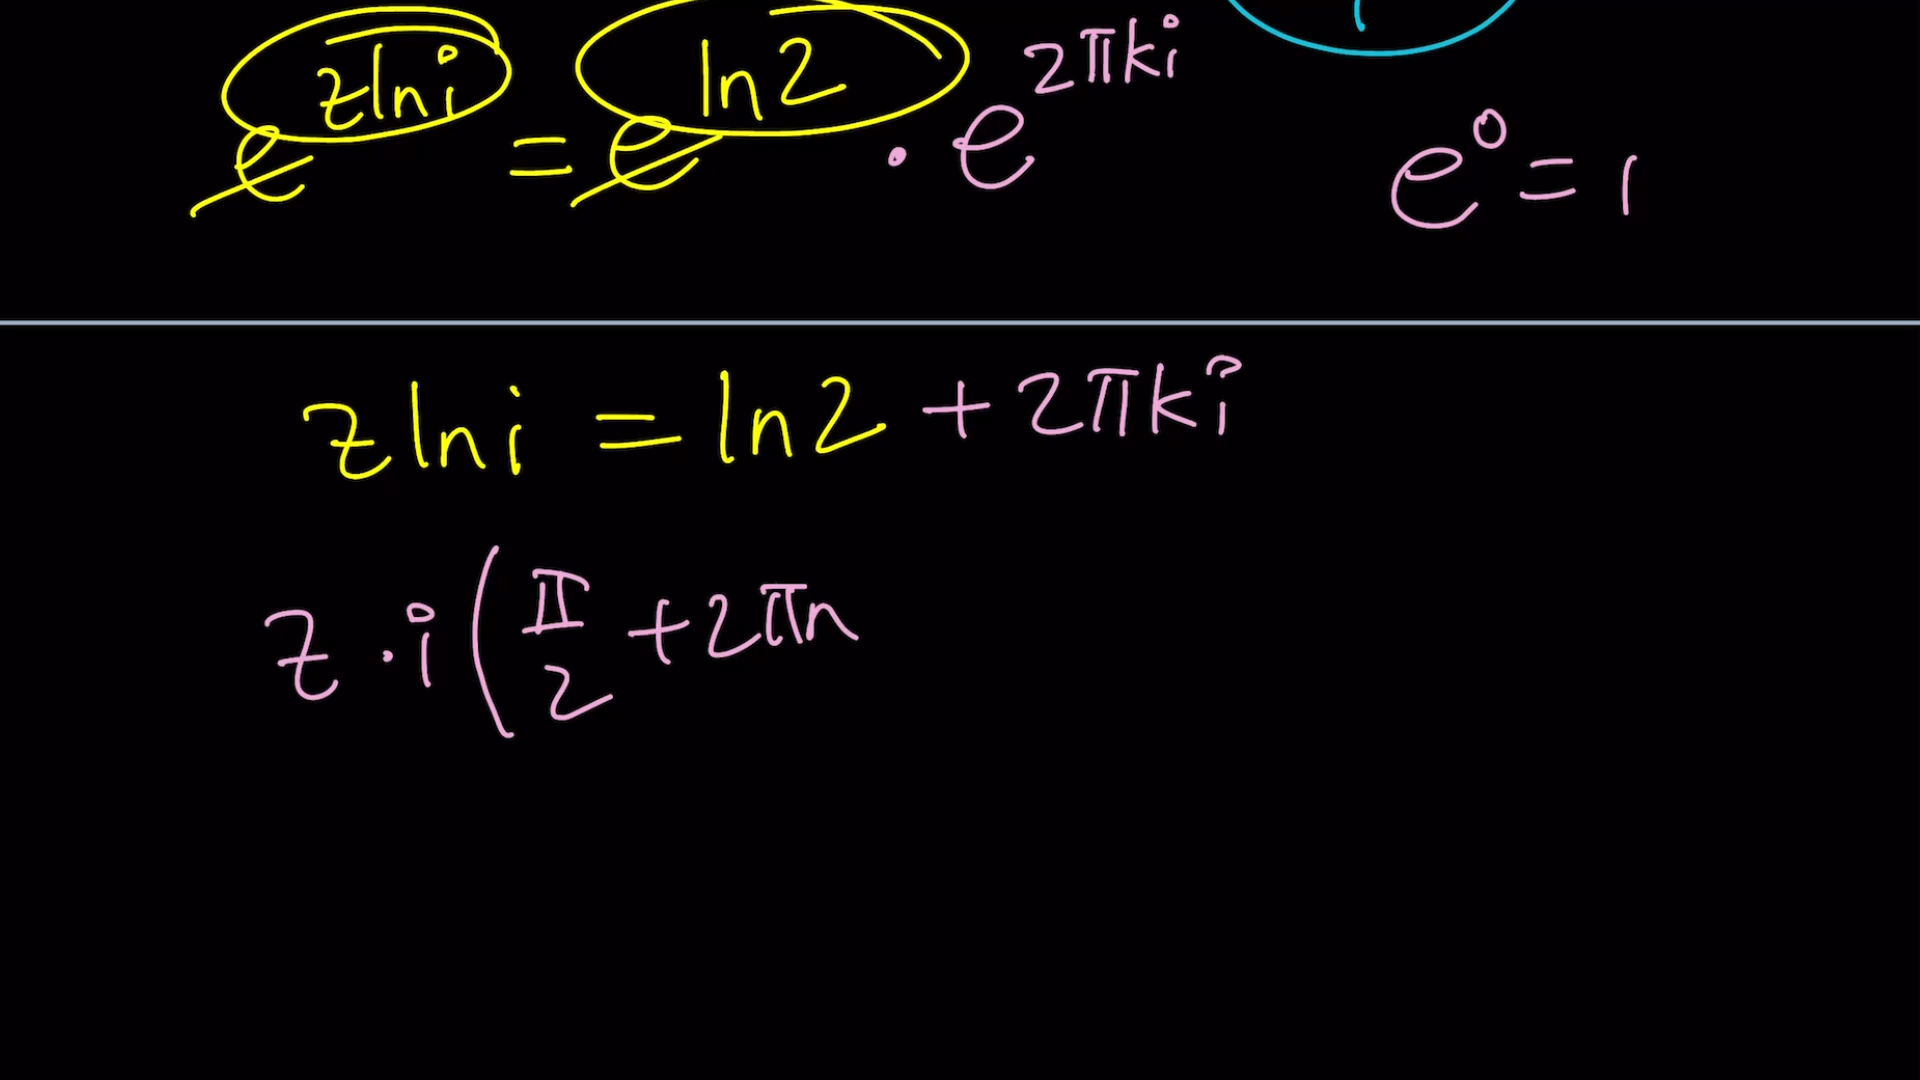 e^{z ln i} = e^{ln 2} · e^{2πki}
e^0 = 1
z ln i = ln 2 + 2πki
z · i (π/2 + 2πn